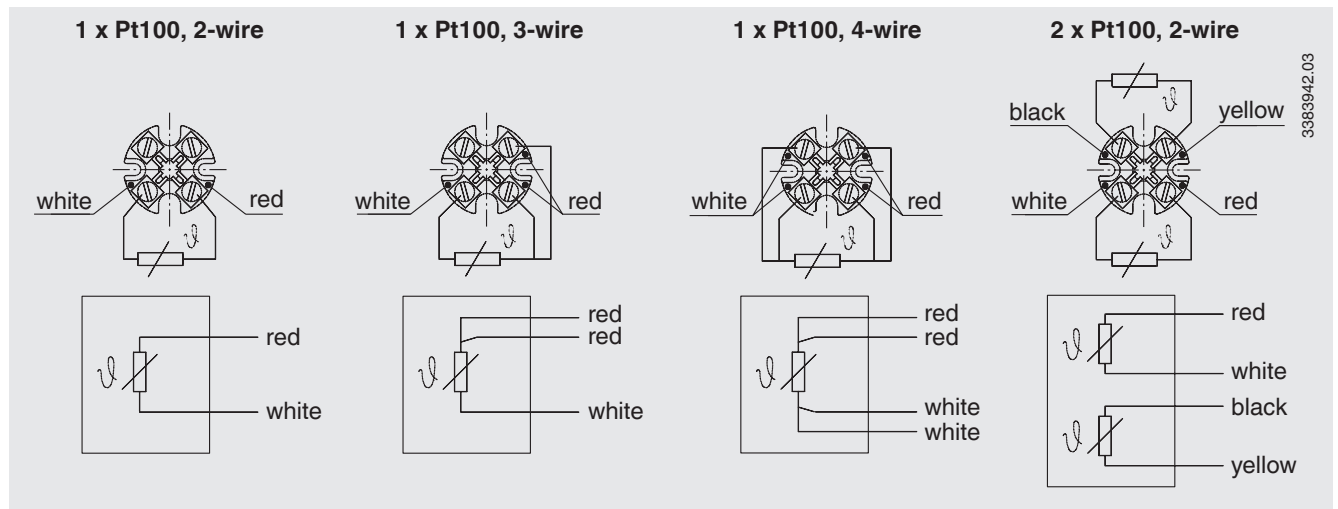 1 x Pt100, 2-wire
white
red
ϑ
red
ϑ
white
1 x Pt100, 3-wire
white
red
ϑ
red
red
ϑ
white
1 x Pt100, 4-wire
white
red
ϑ
red
red
ϑ
white
white
2 x Pt100, 2-wire
ϑ
black
yellow
white
red
ϑ
red
ϑ
white
black
ϑ
yellow
3383942.03